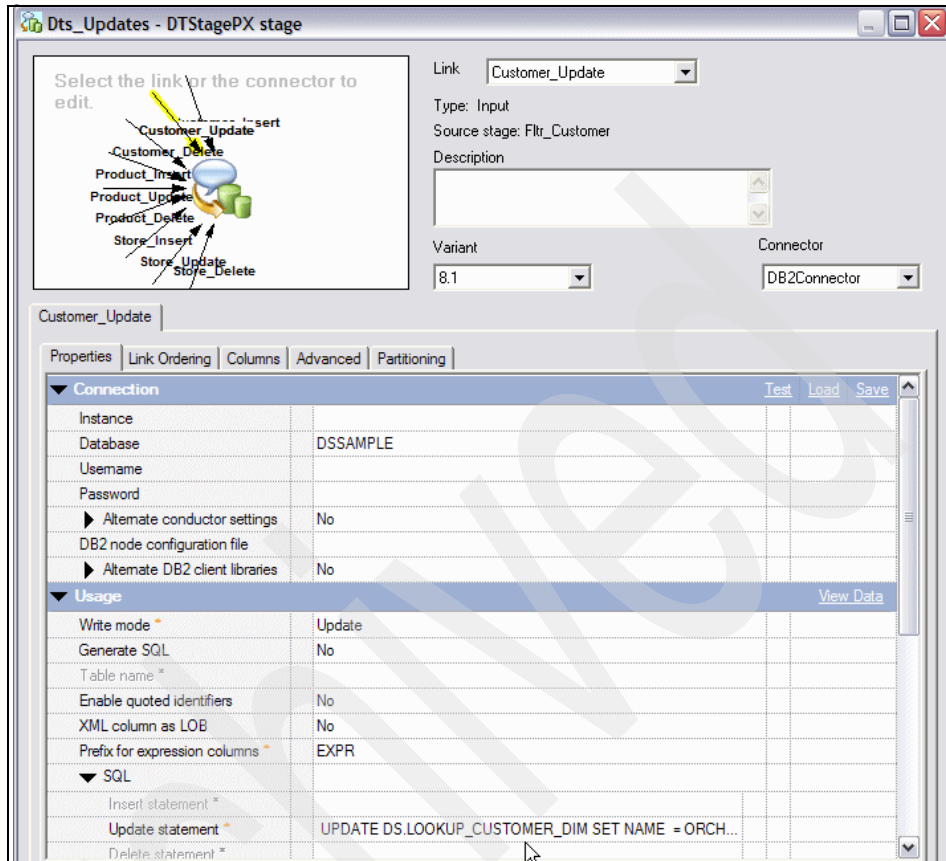 Dts_Updates - DTStagePX stage
Select the link or the connector to
edit.
Customer_Insert
Customer_Update
Customer_Delete
Product_Insert
Product_Update
Product_Delete
Store_Insert
Store_Update
Store_Delete
Link
Customer_Update
Type: Input
Source stage: Fltr_Customer
Description
Variant
Connector
8.1
DB2Connector
Customer_Update
Properties
Link Ordering
Columns
Advanced
Partitioning
Connection Test Load Save
Instance
Database DSSAMPLE
Username
Password
Alternate conductor settings No
DB2 node configuration file
Alternate DB2 client libraries No
Usage View Data
Write mode * Update
Generate SQL No
Table name *
Enable quoted identifiers No
XML column as LOB No
Prefix for expression columns * EXPR
SQL
Insert statement *
Update statement * UPDATE DS.LOOKUP_CUSTOMER_DIM SET NAME = ORCH...
Delete statement *